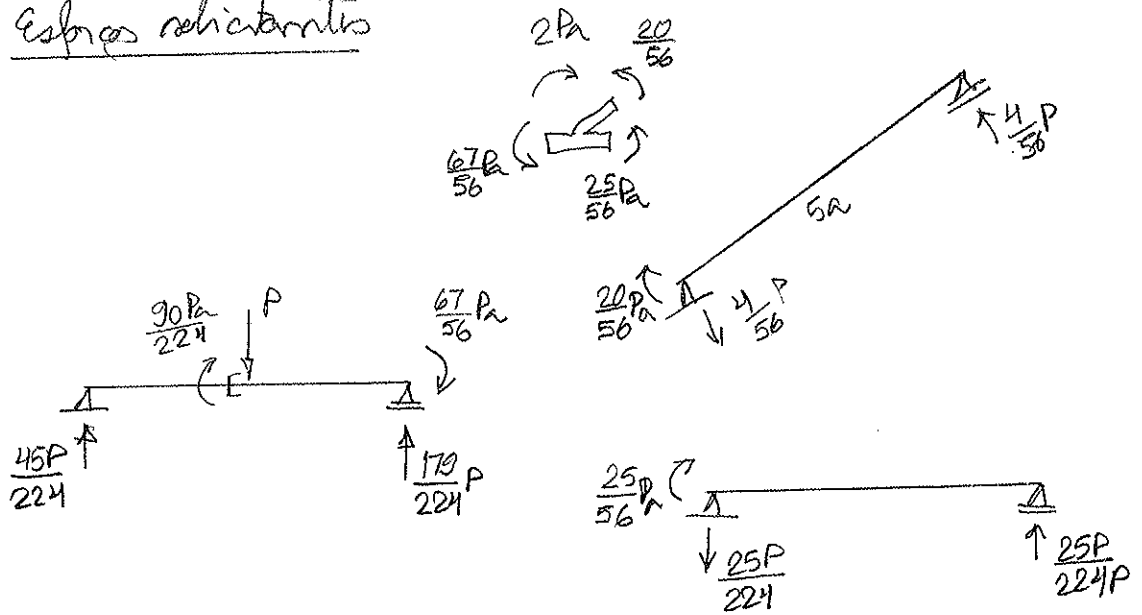 Esforços solicitantes
2Pa
20/56
67/56 Pa
25/56 Pa
4/56 P
5a
20/56 Pa
4/56 P
90Pa/224
P
67/56 Pa
45P/224
179/224 P
25/56 Pa
25P/224
25P/224P